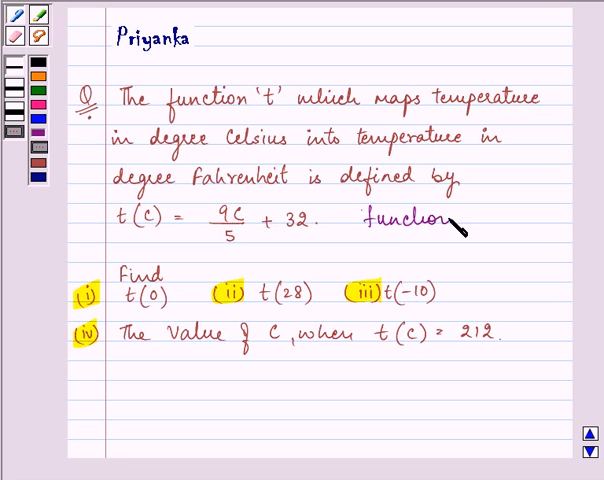 Priyanka
Q The function 't' which maps temperature
in degree Celsius into temperature in
degree Fahrenheit is defined by
t(C) = 9C/5 + 32. function
Find
(i) t(0) (ii) t(28) (iii) t(-10)
(iv) The value of C, when t(C) = 212.